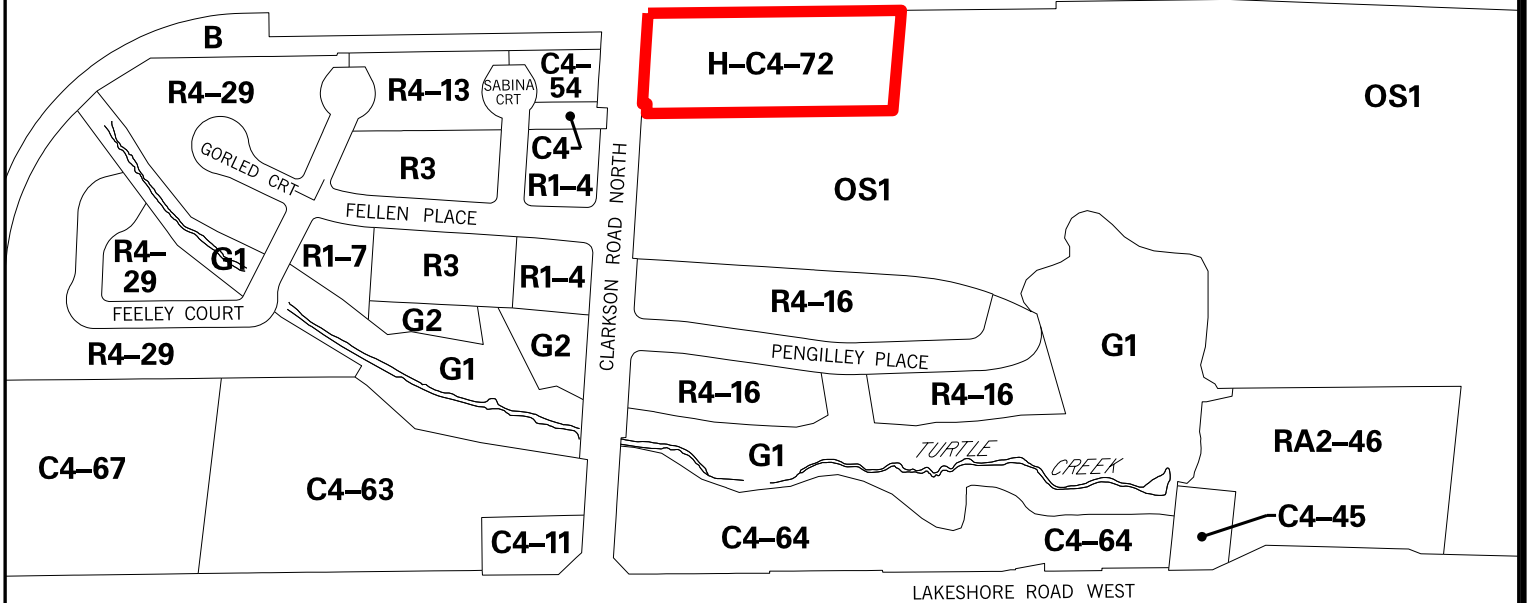 B
H–C4–72
C4–
54
R4–29
R4–13
SABINA
CRT
OS1
C4
GORLED CRT
R3
R1–4
OS1
CLARKSON ROAD NORTH
FELLEN PLACE
R4–
29
G1
R1–7
R3
R1–4
R4–16
FEELEY COURT
G2
G2
G1
R4–29
G1
PENGILLEY PLACE
R4–16
R4–16
C4–67
C4–63
G1
TURTLE
CREEK
RA2–46
C4–45
C4–11
C4–64
C4–64
LAKESHORE ROAD WEST